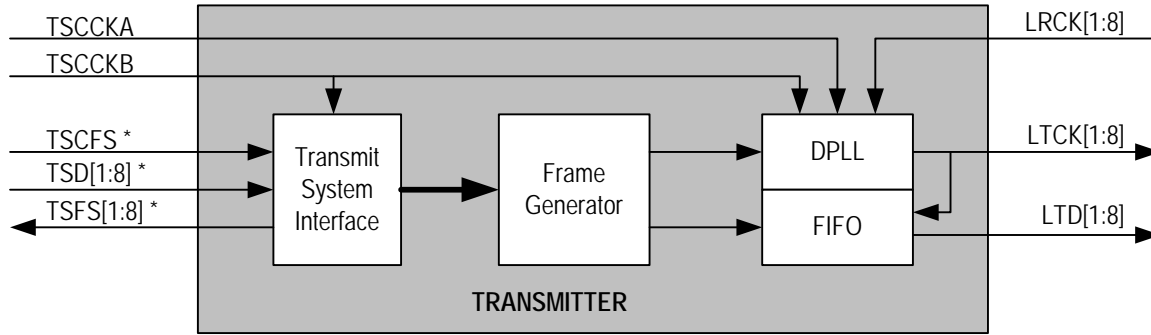 TSCCKA
LRCK[1:8]
TSCCKB
TSCFS *
TSD[1:8] *
TSFS[1:8] *
Transmit
System
Interface
Frame
Generator
DPLL
FIFO
LTCK[1:8]
LTD[1:8]
TRANSMITTER